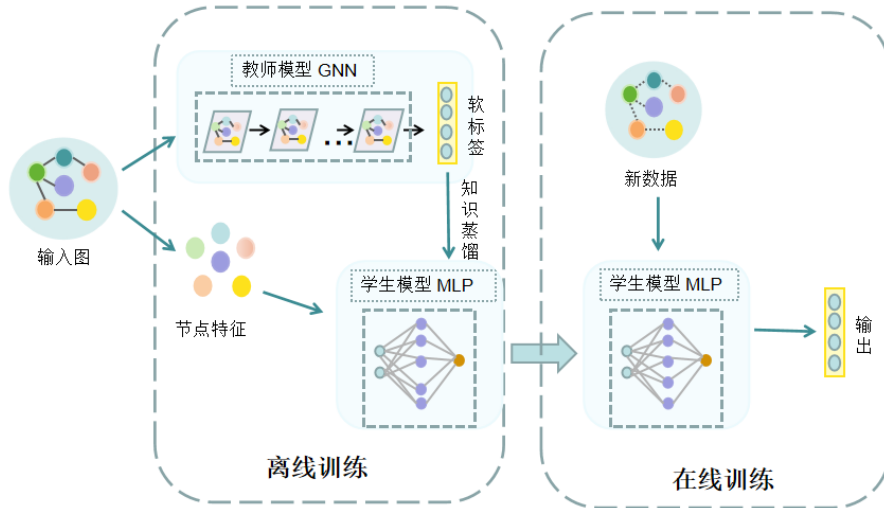 教师模型 GNN
软标签
知识蒸馏
输入图
节点特征
学生模型 MLP
离线训练
新数据
学生模型 MLP
输出
在线训练